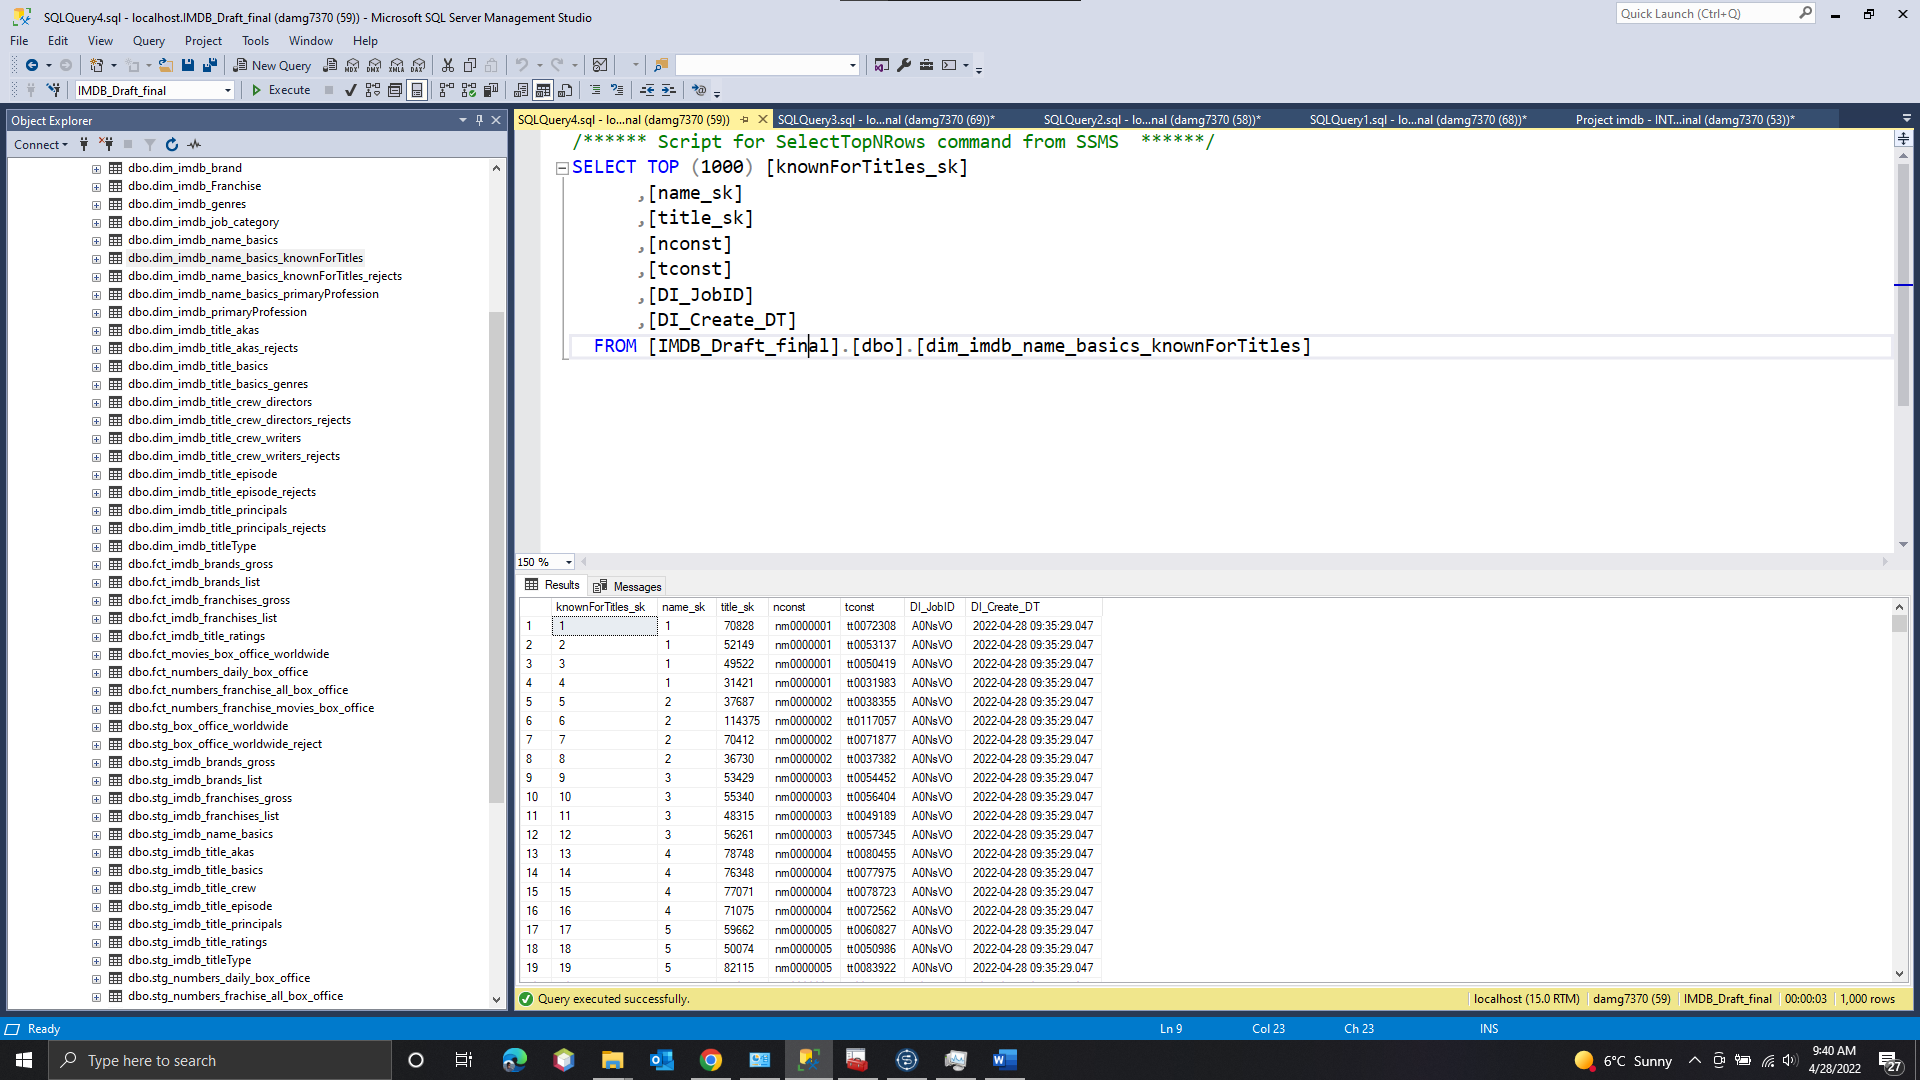 SQLQuery4.sql - localhost.IMDB_Draft_final (damg7370 (59)) - Microsoft SQL Server Management Studio
Quick Launch (Ctrl+Q)
File Edit View Query Project Tools Window Help
New Query
MDX DMX XMLA DAX
IMDB_Draft_final
Execute
Object Explorer
Connect
dbo.dim_imdb_brand
dbo.dim_imdb_Franchise
dbo.dim_imdb_genres
dbo.dim_imdb_job_category
dbo.dim_imdb_name_basics
dbo.dim_imdb_name_basics_knownForTitles
dbo.dim_imdb_name_basics_knownForTitles_rejects
dbo.dim_imdb_name_basics_primaryProfession
dbo.dim_imdb_primaryProfession
dbo.dim_imdb_title_akas
dbo.dim_imdb_title_akas_rejects
dbo.dim_imdb_title_basics
dbo.dim_imdb_title_basics_genres
dbo.dim_imdb_title_crew_directors
dbo.dim_imdb_title_crew_directors_rejects
dbo.dim_imdb_title_crew_writers
dbo.dim_imdb_title_crew_writers_rejects
dbo.dim_imdb_title_episode
dbo.dim_imdb_title_episode_rejects
dbo.dim_imdb_title_principals
dbo.dim_imdb_title_principals_rejects
dbo.dim_imdb_titleType
dbo.fct_imdb_brands_gross
dbo.fct_imdb_brands_list
dbo.fct_imdb_franchises_gross
dbo.fct_imdb_franchises_list
dbo.fct_imdb_title_ratings
dbo.fct_movies_box_office_worldwide
dbo.fct_numbers_daily_box_office
dbo.fct_numbers_franchise_all_box_office
dbo.fct_numbers_franchise_movies_box_office
dbo.stg_box_office_worldwide
dbo.stg_box_office_worldwide_reject
dbo.stg_imdb_brands_gross
dbo.stg_imdb_brands_list
dbo.stg_imdb_franchises_gross
dbo.stg_imdb_franchises_list
dbo.stg_imdb_name_basics
dbo.stg_imdb_title_akas
dbo.stg_imdb_title_basics
dbo.stg_imdb_title_crew
dbo.stg_imdb_title_episode
dbo.stg_imdb_title_principals
dbo.stg_imdb_title_ratings
dbo.stg_imdb_titleType
dbo.stg_numbers_daily_box_office
dbo.stg_numbers_frachise_all_box_office
SQLQuery4.sql - lo...nal (damg7370 (59)) SQLQuery3.sql - lo...nal (damg7370 (69))* SQLQuery2.sql - lo...nal (damg7370 (58))* SQLQuery1.sql - lo...nal (damg7370 (68))* Project imdb - INT...inal (damg7370 (53))*
/****** Script for SelectTopNRows command from SSMS ******/
SELECT TOP (1000) [knownForTitles_sk]
,[name_sk]
,[title_sk]
,[nconst]
,[tconst]
,[DI_JobID]
,[DI_Create_DT]
FROM [IMDB_Draft_final].[dbo].[dim_imdb_name_basics_knownForTitles]
150 %
Results Messages
knownForTitles_sk name_sk title_sk nconst tconst DI_JobID DI_Create_DT
1 1 1 70828 nm0000001 tt0072308 A0NsVO 2022-04-28 09:35:29.047
2 2 1 52149 nm0000001 tt0053137 A0NsVO 2022-04-28 09:35:29.047
3 3 1 49522 nm0000001 tt0050419 A0NsVO 2022-04-28 09:35:29.047
4 4 1 31421 nm0000001 tt0031983 A0NsVO 2022-04-28 09:35:29.047
5 5 2 37687 nm0000002 tt0038355 A0NsVO 2022-04-28 09:35:29.047
6 6 2 114375 nm0000002 tt0117057 A0NsVO 2022-04-28 09:35:29.047
7 7 2 70412 nm0000002 tt0071877 A0NsVO 2022-04-28 09:35:29.047
8 8 2 36730 nm0000002 tt0037382 A0NsVO 2022-04-28 09:35:29.047
9 9 3 53429 nm0000003 tt0054452 A0NsVO 2022-04-28 09:35:29.047
10 10 3 55340 nm0000003 tt0056404 A0NsVO 2022-04-28 09:35:29.047
11 11 3 48315 nm0000003 tt0049189 A0NsVO 2022-04-28 09:35:29.047
12 12 3 56261 nm0000003 tt0057345 A0NsVO 2022-04-28 09:35:29.047
13 13 4 78748 nm0000004 tt0080455 A0NsVO 2022-04-28 09:35:29.047
14 14 4 76348 nm0000004 tt0077975 A0NsVO 2022-04-28 09:35:29.047
15 15 4 77071 nm0000004 tt0078723 A0NsVO 2022-04-28 09:35:29.047
16 16 4 71075 nm0000004 tt0072562 A0NsVO 2022-04-28 09:35:29.047
17 17 5 59662 nm0000005 tt0060827 A0NsVO 2022-04-28 09:35:29.047
18 18 5 50074 nm0000005 tt0050986 A0NsVO 2022-04-28 09:35:29.047
19 19 5 82115 nm0000005 tt0083922 A0NsVO 2022-04-28 09:35:29.047
Query executed successfully. localhost (15.0 RTM) damg7370 (59) IMDB_Draft_final 00:00:03 1,000 rows
Ready Ln 9 Col 23 Ch 23 INS
Type here to search
6°C Sunny
9:40 AM
4/28/2022
27